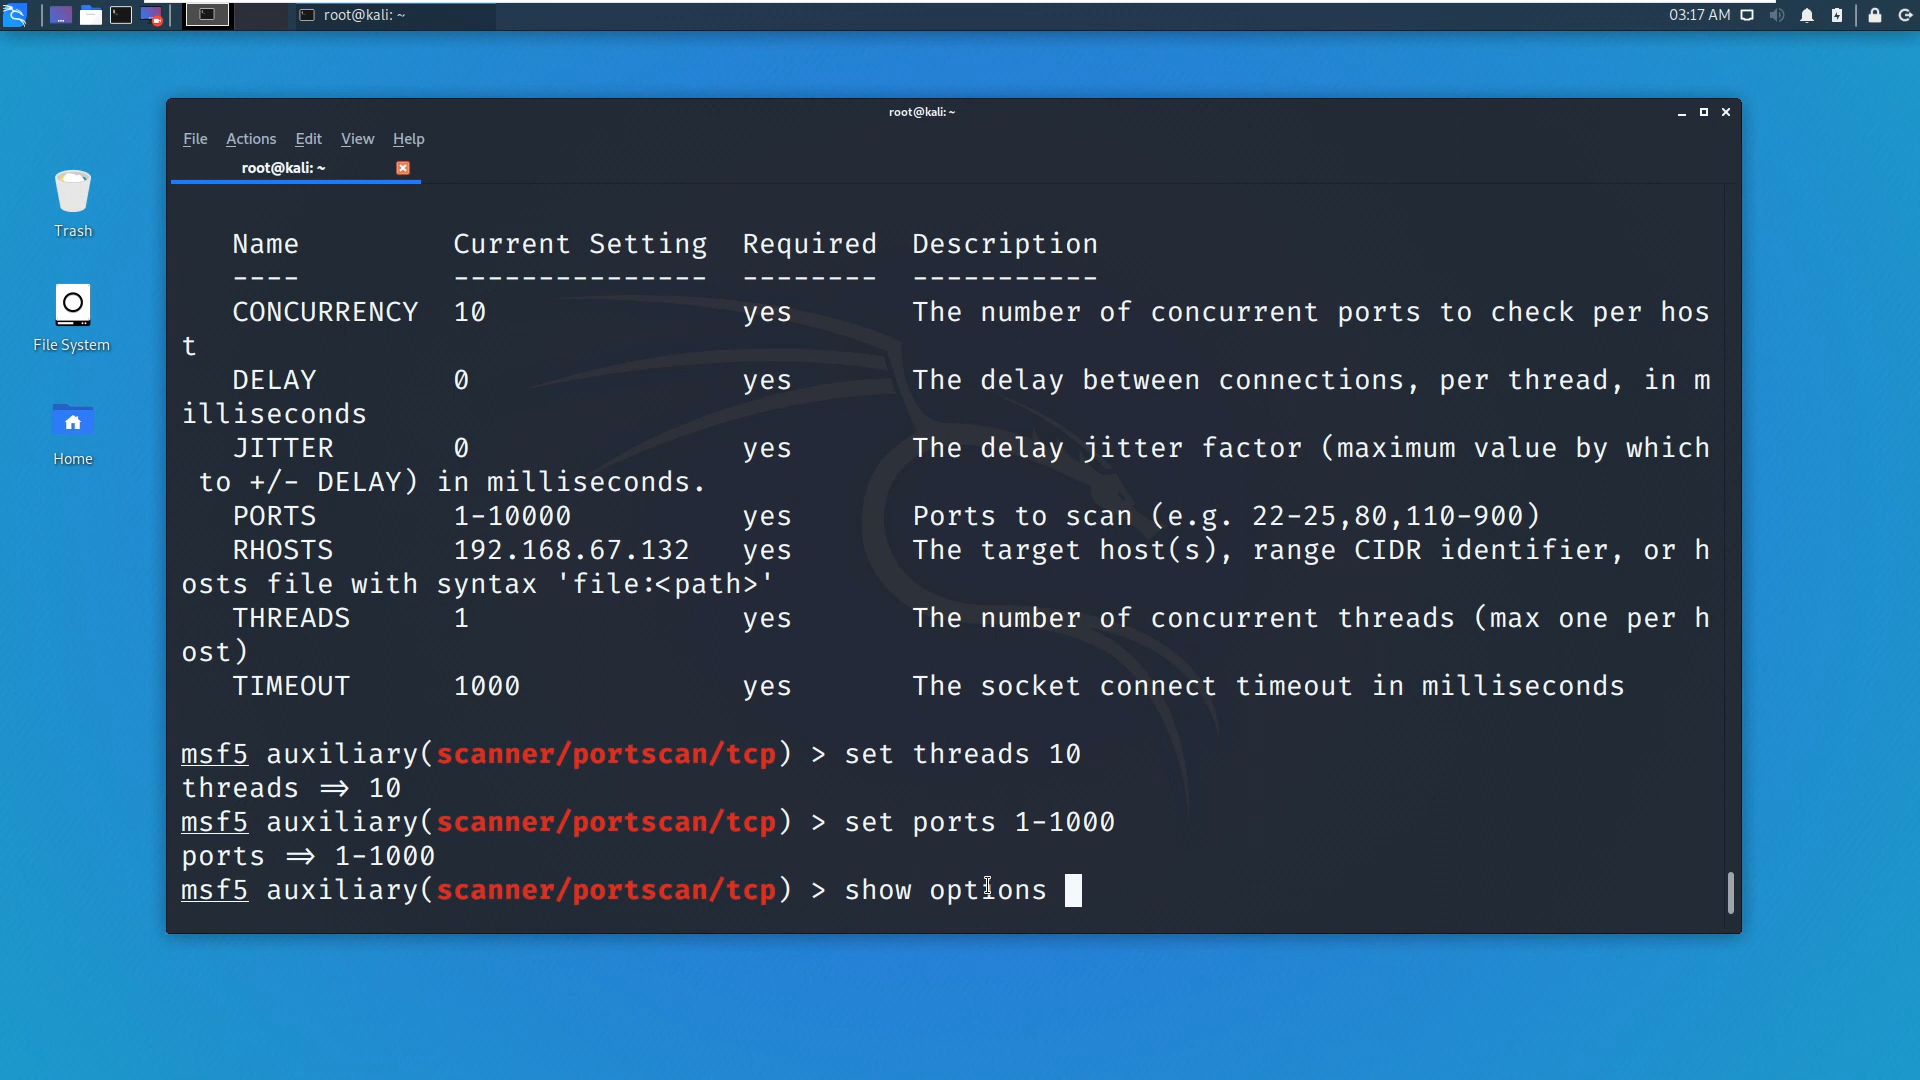 root@kali: ~
03:17 AM
root@kali: ~
File Actions Edit View Help
root@kali: ~
Trash
File System
Home
Name Current Setting Required Description
---- --------------- -------- -----------
CONCURRENCY 10 yes The number of concurrent ports to check per hos
t
DELAY 0 yes The delay between connections, per thread, in m
illiseconds
JITTER 0 yes The delay jitter factor (maximum value by which
to +/- DELAY) in milliseconds.
PORTS 1-10000 yes Ports to scan (e.g. 22-25,80,110-900)
RHOSTS 192.168.67.132 yes The target host(s), range CIDR identifier, or h
osts file with syntax 'file:<path>'
THREADS 1 yes The number of concurrent threads (max one per h
ost)
TIMEOUT 1000 yes The socket connect timeout in milliseconds
msf5 auxiliary(scanner/portscan/tcp) > set threads 10
threads ⇒ 10
msf5 auxiliary(scanner/portscan/tcp) > set ports 1-1000
ports ⇒ 1-1000
msf5 auxiliary(scanner/portscan/tcp) > show options